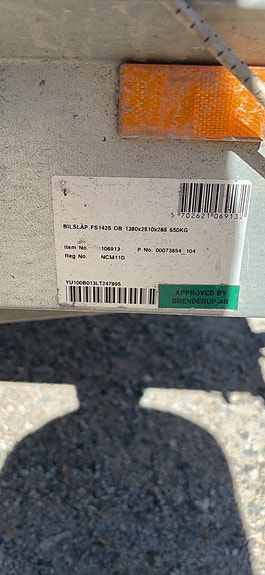 5 702621 069132
BILSLÄP FS1425 OB 1380x2510x265 650KG
Item No. 106913 P. No. 00073854_104
Reg No. NCM11D
YU100B013LT247995
APPROVED BY
BRENDERUP AB